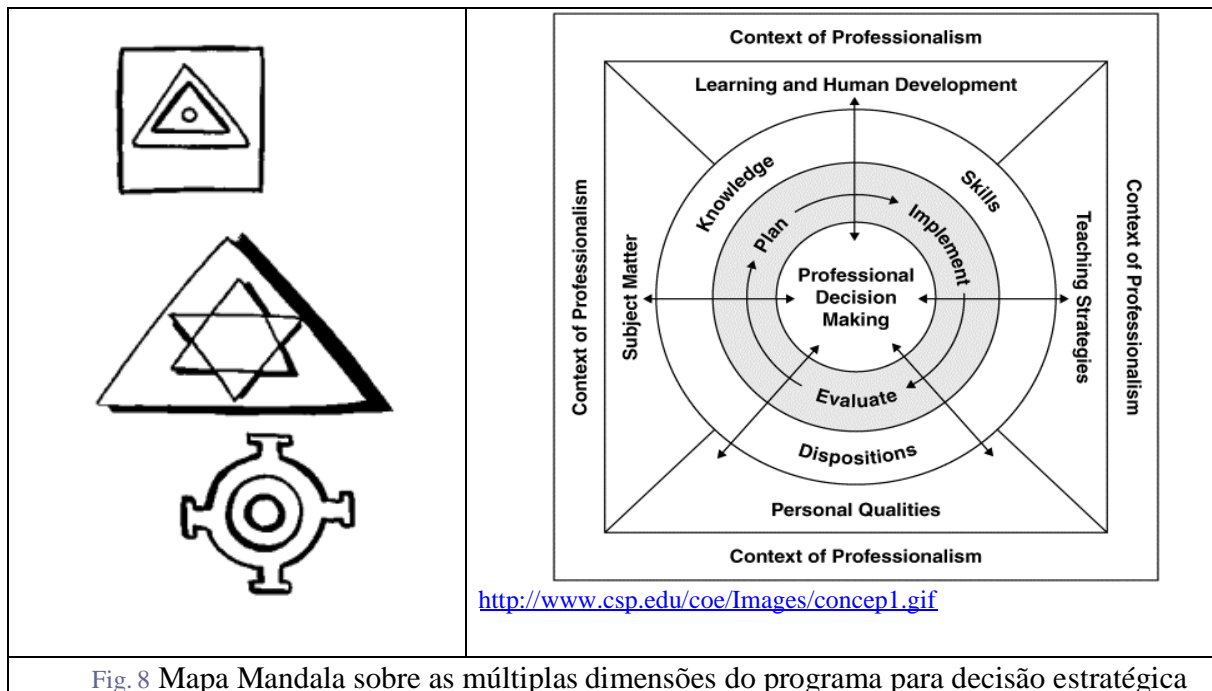 Context of Professionalism
Learning and Human Development
Knowledge
Skills
Plan
Implement
Context of Professionalism
Subject Matter
Professional
Decision
Making
Teaching Strategies
Context of Professionalism
Evaluate
Dispositions
Personal Qualities
Context of Professionalism
http://www.csp.edu/coe/Images/concep1.gif
Fig. 8 Mapa Mandala sobre as múltiplas dimensões do programa para decisão estratégica